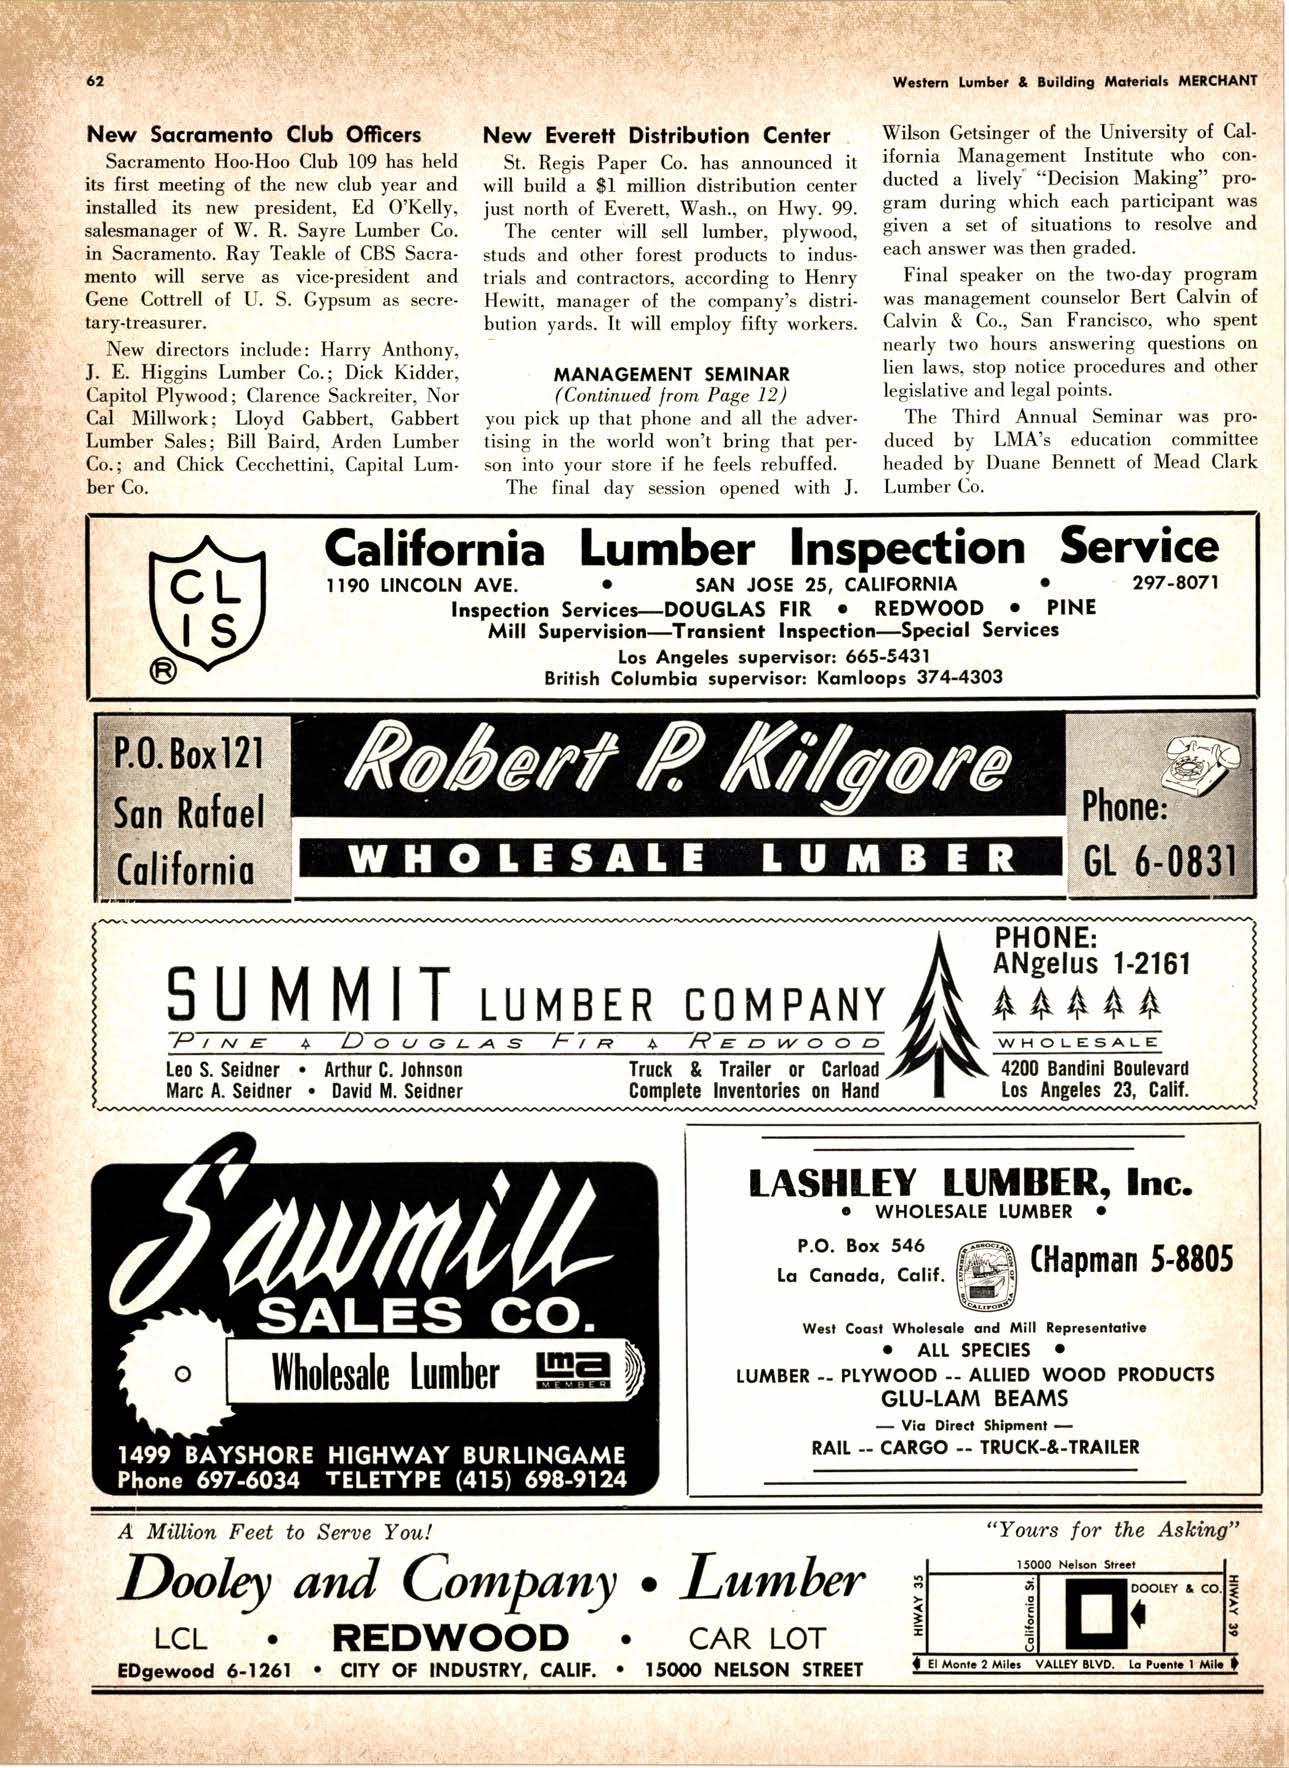 62
Western Lumber & Building Materials MERCHANT
New Sacramento Club Officers
Sacramento Hoo-Hoo Club 109 has held
its first meeting of the new club year and
installed its new president, Ed O'Kelly,
salesmanager of W. R. Sayre Lumber Co.
in Sacramento. Ray Teakle of CBS Sacra-
mento will serve as vice-president and
Gene Cottrell of U. S. Gypsum as secre-
tary-treasurer.
New directors include: Harry Anthony,
J. E. Higgins Lumber Co.; Dick Kidder,
Capitol Plywood; Clarence Sackreiter, Nor
Cal Millwork; Lloyd Gabbert, Gabbert
Lumber Sales; Bill Baird, Arden Lumber
Co.; and Chick Cecchettini, Capital Lum-
ber Co.
New Everett Distribution Center
St. Regis Paper Co. has announced it
will build a $1 million distribution center
just north of Everett, Wash., on Hwy. 99.
The center will sell lumber, plywood,
studs and other forest products to indus-
trials and contractors, according to Henry
Hewitt, manager of the company's distri-
bution yards. It will employ fifty workers.
MANAGEMENT SEMINAR
(Continued from Page 12)
you pick up that phone and all the adver-
tising in the world won't bring that per-
son into your store if he feels rebuffed.
The final day session opened with J.
Wilson Getsinger of the University of Cal-
ifornia Management Institute who con-
ducted a lively "Decision Making" pro-
gram during which each participant was
given a set of situations to resolve and
each answer was then graded.
Final speaker on the two-day program
was management counselor Bert Calvin of
Calvin & Co., San Francisco, who spent
nearly two hours answering questions on
lien laws, stop notice procedures and other
legislative and legal points.
The Third Annual Seminar was pro-
duced by LMA's education committee
headed by Duane Bennett of Mead Clark
Lumber Co.
CL
IS
®
California Lumber Inspection Service
1190 LINCOLN AVE. • SAN JOSE 25, CALIFORNIA • 297-8071
Inspection Services—DOUGLAS FIR • REDWOOD • PINE
Mill Supervision—Transient Inspection—Special Services
Los Angeles supervisor: 665-5431
British Columbia supervisor: Kamloops 374-4303
P.O. Box 121
San Rafael
California
Robert P. Kilgore
WHOLESALE LUMBER
Phone:
GL 6-0831
SUMMIT LUMBER COMPANY
PINE DOUGLAS FIR REDWOOD
Leo S. Seidner • Arthur C. Johnson
Marc A. Seidner • David M. Seidner
Truck & Trailer or Carload
Complete Inventories on Hand
PHONE:
ANgelus 1-2161
WHOLESALE
4200 Bandini Boulevard
Los Angeles 23, Calif.
Sawmill
SALES CO.
Wholesale Lumber
lma
MEMBER
1499 BAYSHORE HIGHWAY BURLINGAME
Phone 697-6034 TELETYPE (415) 698-9124
LASHLEY LUMBER, Inc.
• WHOLESALE LUMBER •
P.O. Box 546
La Canada, Calif.
LUMBER ASSOCIATION OF SO. CALIFORNIA
CHapman 5-8805
West Coast Wholesale and Mill Representative
• ALL SPECIES •
LUMBER -- PLYWOOD -- ALLIED WOOD PRODUCTS
GLU-LAM BEAMS
— Via Direct Shipment —
RAIL -- CARGO -- TRUCK-&-TRAILER
A Million Feet to Serve You!
"Yours for the Asking"
Dooley and Company • Lumber
LCL • REDWOOD • CAR LOT
EDgewood 6-1261 • CITY OF INDUSTRY, CALIF. • 15000 NELSON STREET
15000 Nelson Street
HIWAY 35
California St.
DOOLEY & CO.
HIWAY 39
El Monte 2 Miles VALLEY BLVD. La Puente 1 Mile